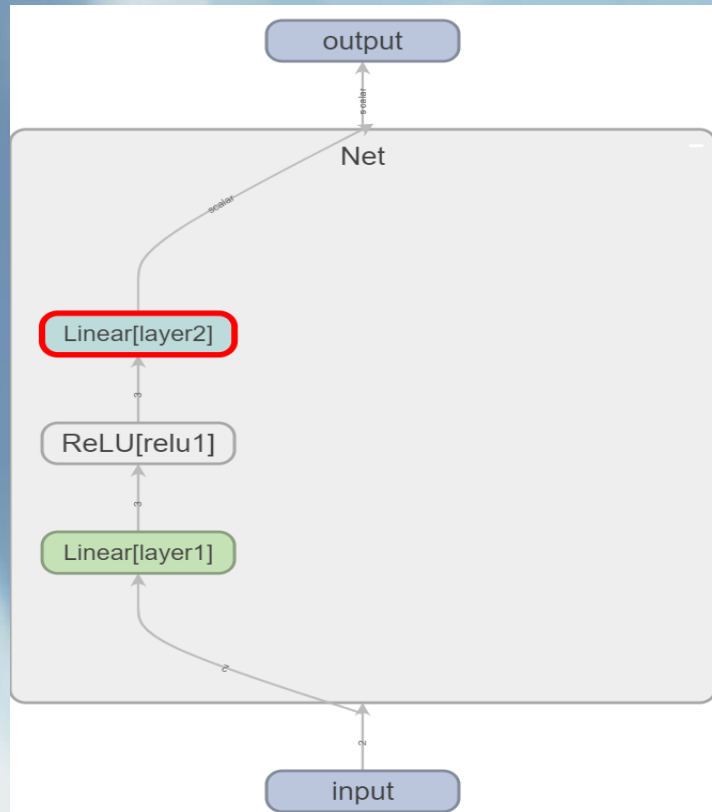 output
scalar
Net
scalar
Linear[layer2]
3
ReLU[relu1]
3
Linear[layer1]
2
2
input